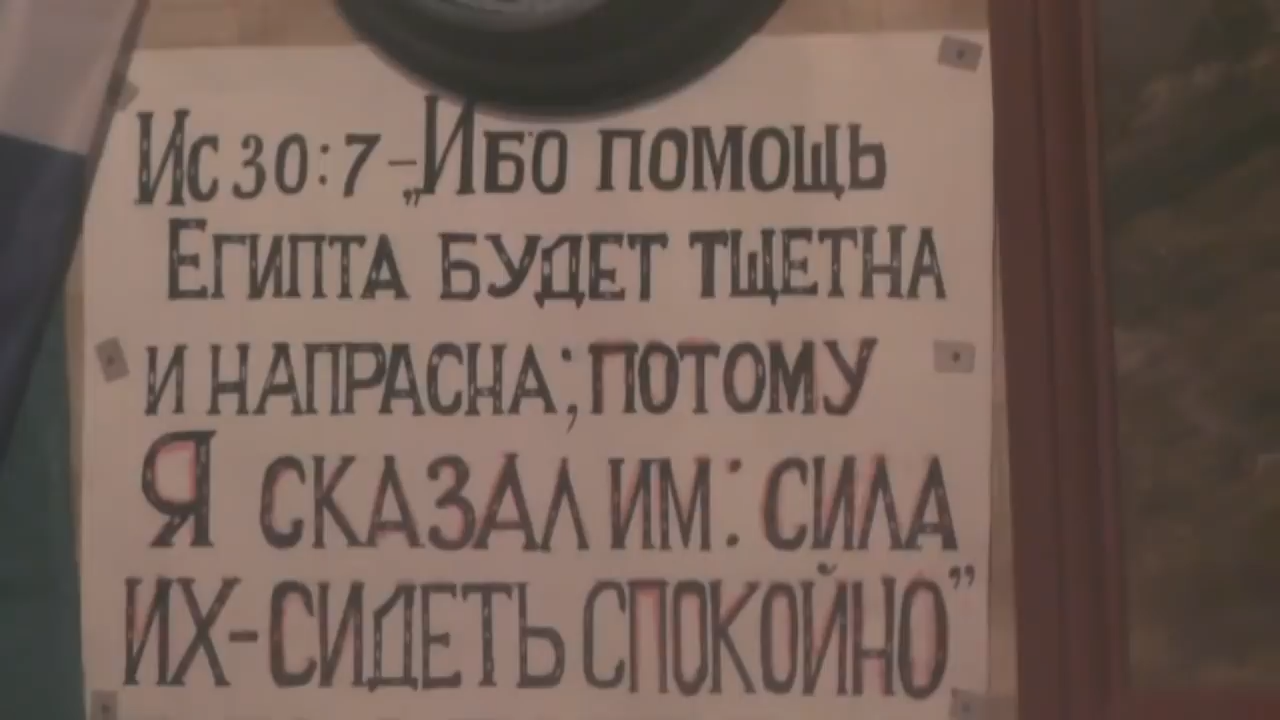 Ис 30:7 – „Ибо помощь
Египта будет тщетна
и напрасна; потому
Я сказал им: сила
их - сидеть спокойно”